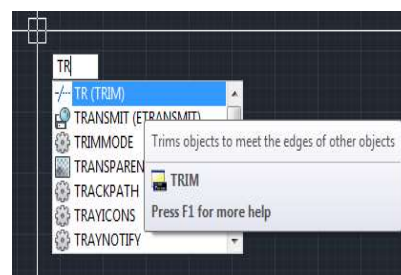 TR
TR (TRIM)
TRANSMIT (ETRANSMIT)
TRIMMODE
Trims objects to meet the edges of other objects
TRANSPAREN
TRACKPATH
TRIM
TRAYICONS
Press F1 for more help
TRAYNOTIFY